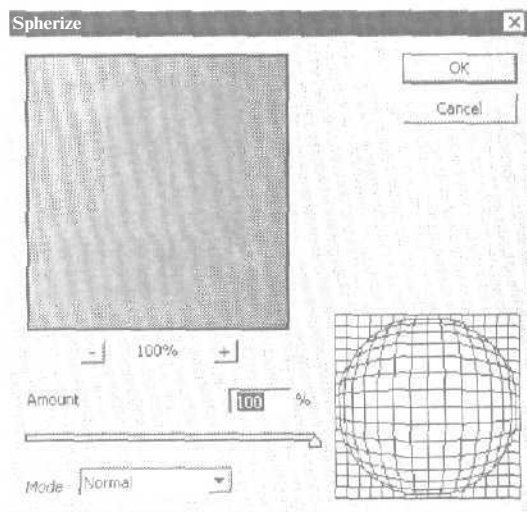 Spherize
OK
Cancel
- 100% +
Amount 100 %
Mode Normal